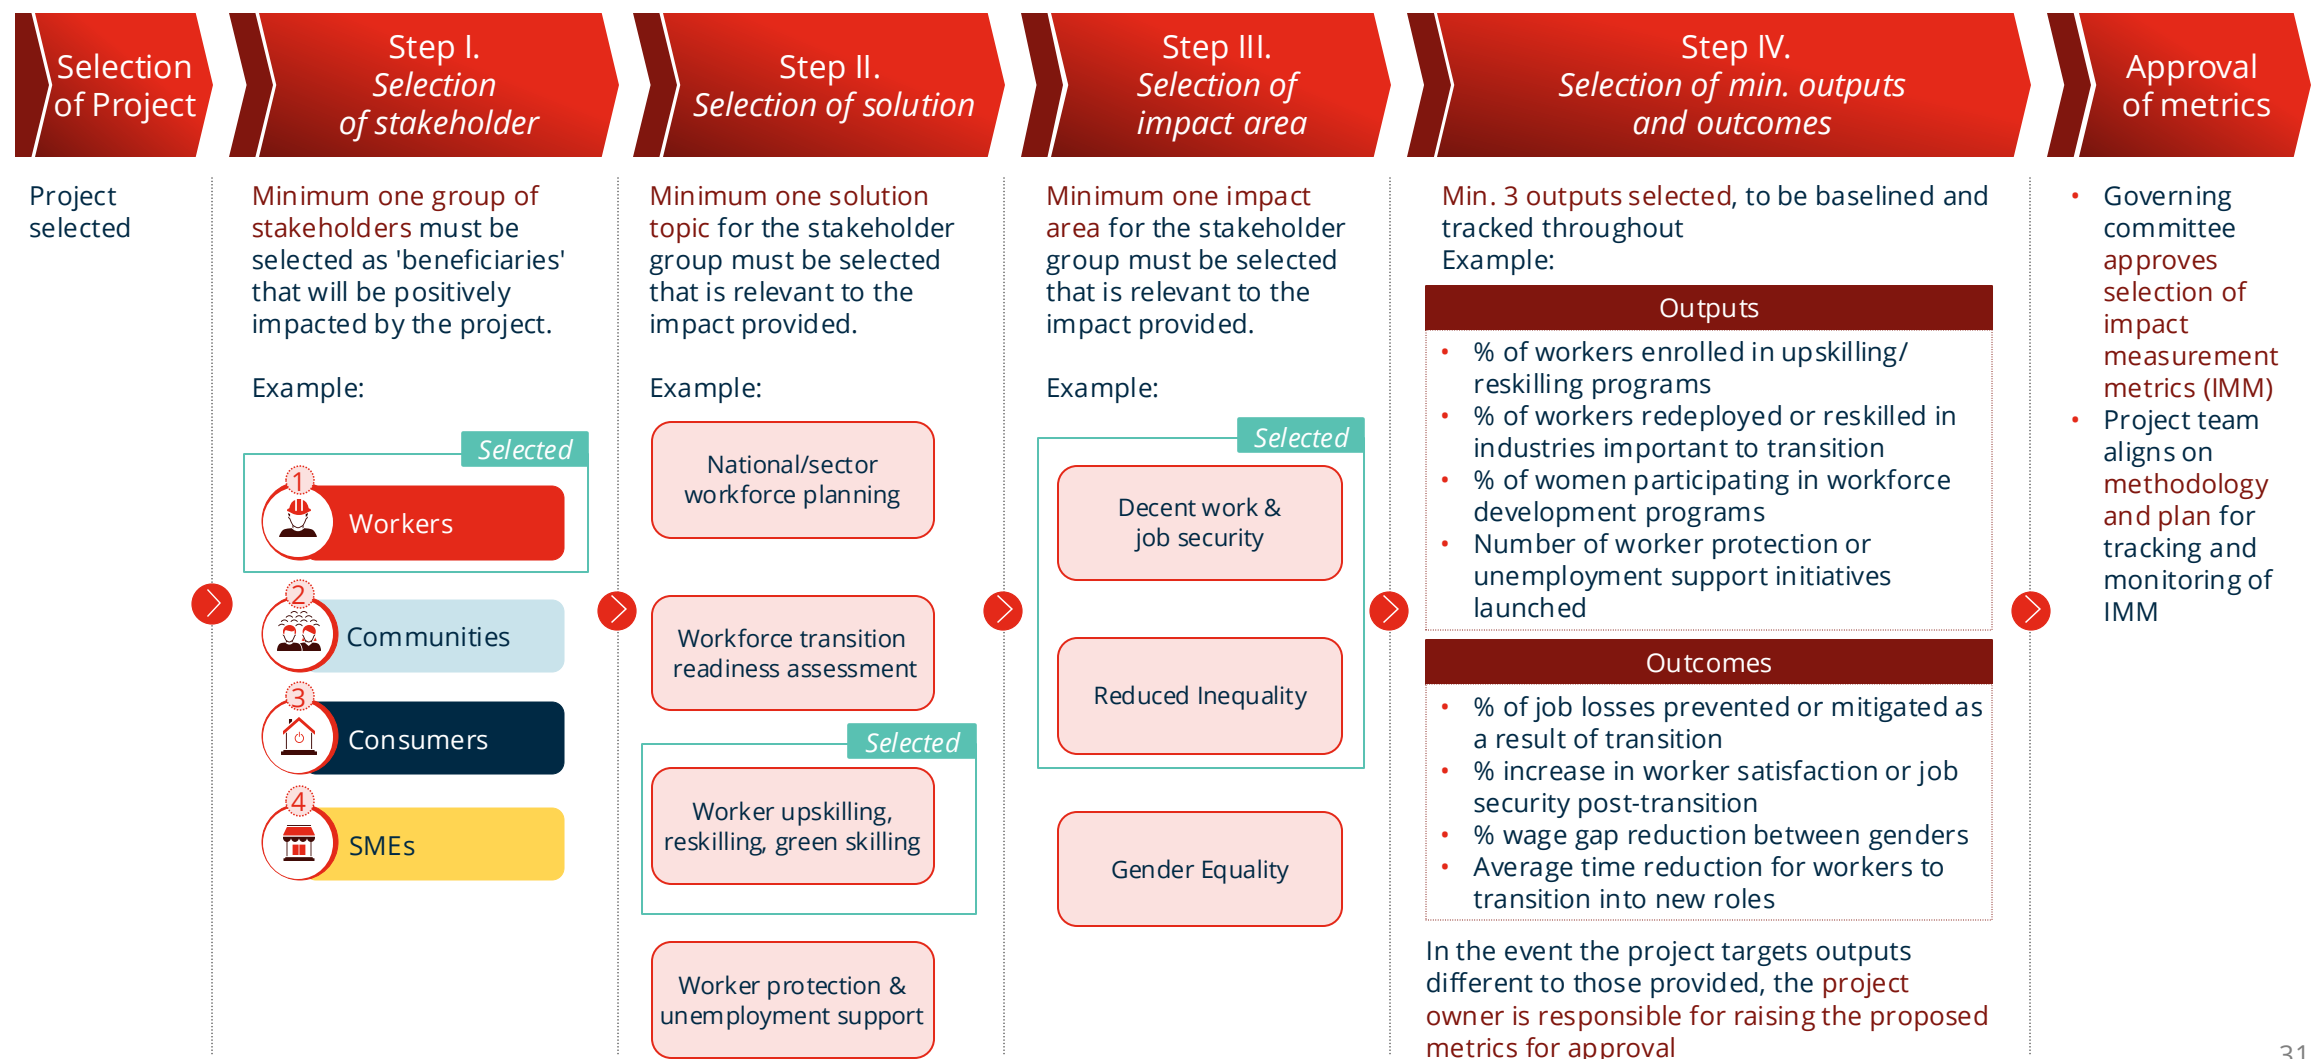 Selection
of Project
Step I.
Selection
of stakeholder
Step II.
Selection of solution
Step III.
Selection of
impact area
Step IV.
Selection of min. outputs
and outcomes
Approval
of metrics
Project
selected
Minimum one group of
stakeholders must be
selected as 'beneficiaries'
that will be positively
impacted by the project.
Example:
Selected
1
Workers
2
Communities
3
Consumers
4
SMEs
Minimum one solution
topic for the stakeholder
group must be selected
that is relevant to the
impact provided.
Example:
National/sector
workforce planning
Workforce transition
readiness assessment
Selected
Worker upskilling,
reskilling, green skilling
Worker protection &
unemployment support
Minimum one impact
area for the stakeholder
group must be selected
that is relevant to the
impact provided.
Example:
Selected
Decent work &
job security
Reduced Inequality
Gender Equality
Min. 3 outputs selected, to be baselined and
tracked throughout
Example:
Outputs
• % of workers enrolled in upskilling/
reskilling programs
• % of workers redeployed or reskilled in
industries important to transition
• % of women participating in workforce
development programs
• Number of worker protection or
unemployment support initiatives
launched
Outcomes
• % of job losses prevented or mitigated as
a result of transition
• % increase in worker satisfaction or job
security post-transition
• % wage gap reduction between genders
• Average time reduction for workers to
transition into new roles
In the event the project targets outputs
different to those provided, the project
owner is responsible for raising the proposed
metrics for approval
• Governing
committee
approves
selection of
impact
measurement
metrics (IMM)
• Project team
aligns on
methodology
and plan for
tracking and
monitoring of
IMM
31